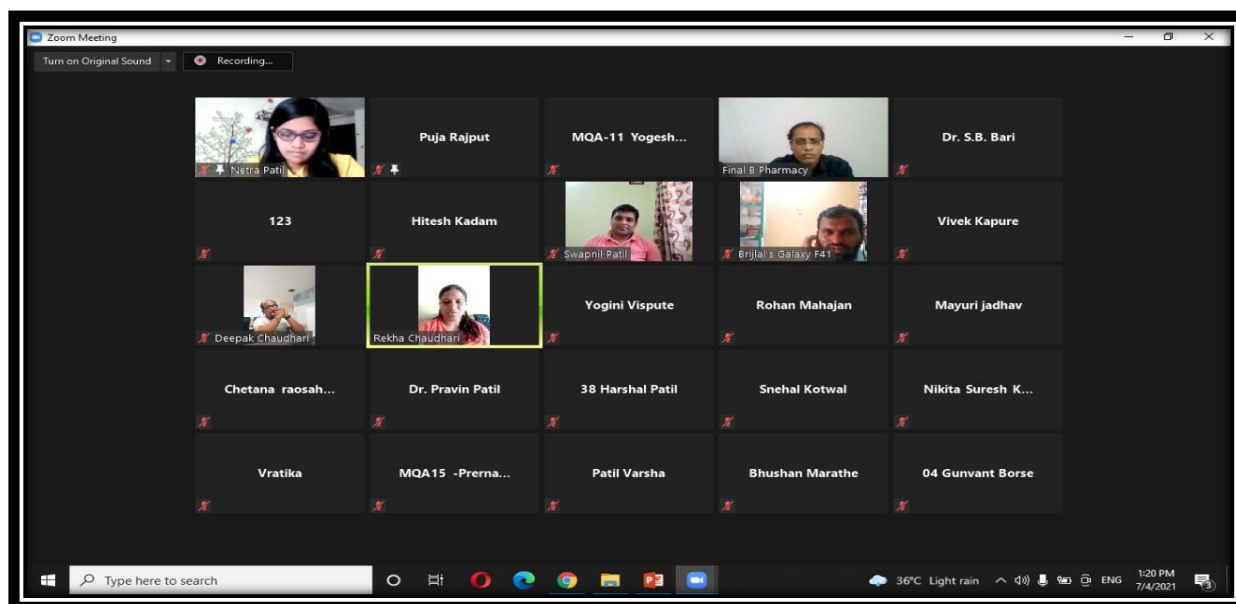 Zoom Meeting
Turn on Original Sound
Recording...
Netra Patil
Puja Rajput
MQA-11 Yogesh...
Final B Pharmacy
Dr. S.B. Bari
123
Hitesh Kadam
Swapnil Patil
Brijlal's Galaxy F41
Vivek Kapure
Deepak Chaudhari
Rekha Chaudhari
Yogini Vispute
Rohan Mahajan
Mayuri jadhav
Chetana raosah...
Dr. Pravin Patil
38 Harshal Patil
Snehal Kotwal
Nikita Suresh K...
Vratika
MQA15 -Prerna...
Patil Varsha
Bhushan Marathe
04 Gunvant Borse
Type here to search
36°C Light rain
ENG
1:20 PM
7/4/2021
3